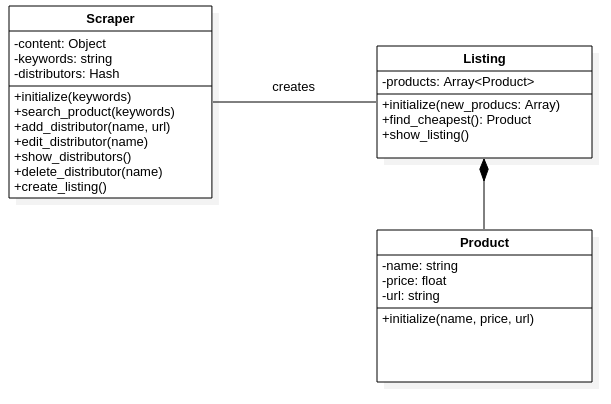 Scraper
-content: Object
-keywords: string
-distributors: Hash
+initialize(keywords)
+search_product(keywords)
+add_distributor(name, url)
+edit_distributor(name)
+show_distributors()
+delete_distributor(name)
+create_listing()
creates
Listing
-products: Array<Product>
+initialize(new_producs: Array)
+find_cheapest(): Product
+show_listing()
Product
-name: string
-price: float
-url: string
+initialize(name, price, url)